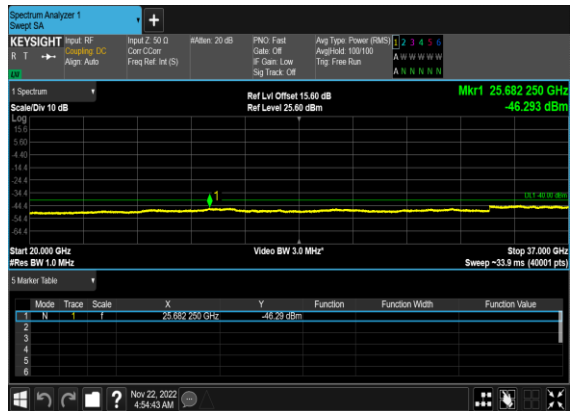 Spectrum Analyzer 1
Swept SA
+
KEYSIGHT Input: RF Input Z: 50 Ω #Atten: 20 dB PNO: Fast Avg Type: Power (RMS) 1 2 3 4 5 6
R T Coupling: DC Corr CCorr Gate: Off Avg|Hold: 100/100 A W W W W W
Align: Auto Freq Ref: Int (S) IF Gain: Low Trig: Free Run
Sig Track: Off A N N N N N
1 Spectrum Ref Lvl Offset 15.60 dB Mkr1 25.682 250 GHz
Scale/Div 10 dB Ref Level 25.60 dBm -46.293 dBm
Log
15.6
5.60
-4.40
-14.4
-24.4
-34.4
-44.4
-54.4
-64.4
1
DL1 -40.00 dBm
Start 20.000 GHz Video BW 3.0 MHz* Stop 37.000 GHz
#Res BW 1.0 MHz Sweep ~33.9 ms (40001 pts)
5 Marker Table
Mode Trace Scale X Y Function Function Width Function Value
1 N 1 f 25.682 250 GHz -46.29 dBm
2
3
4
5
6
? Nov 22, 2022
4:54:43 AM